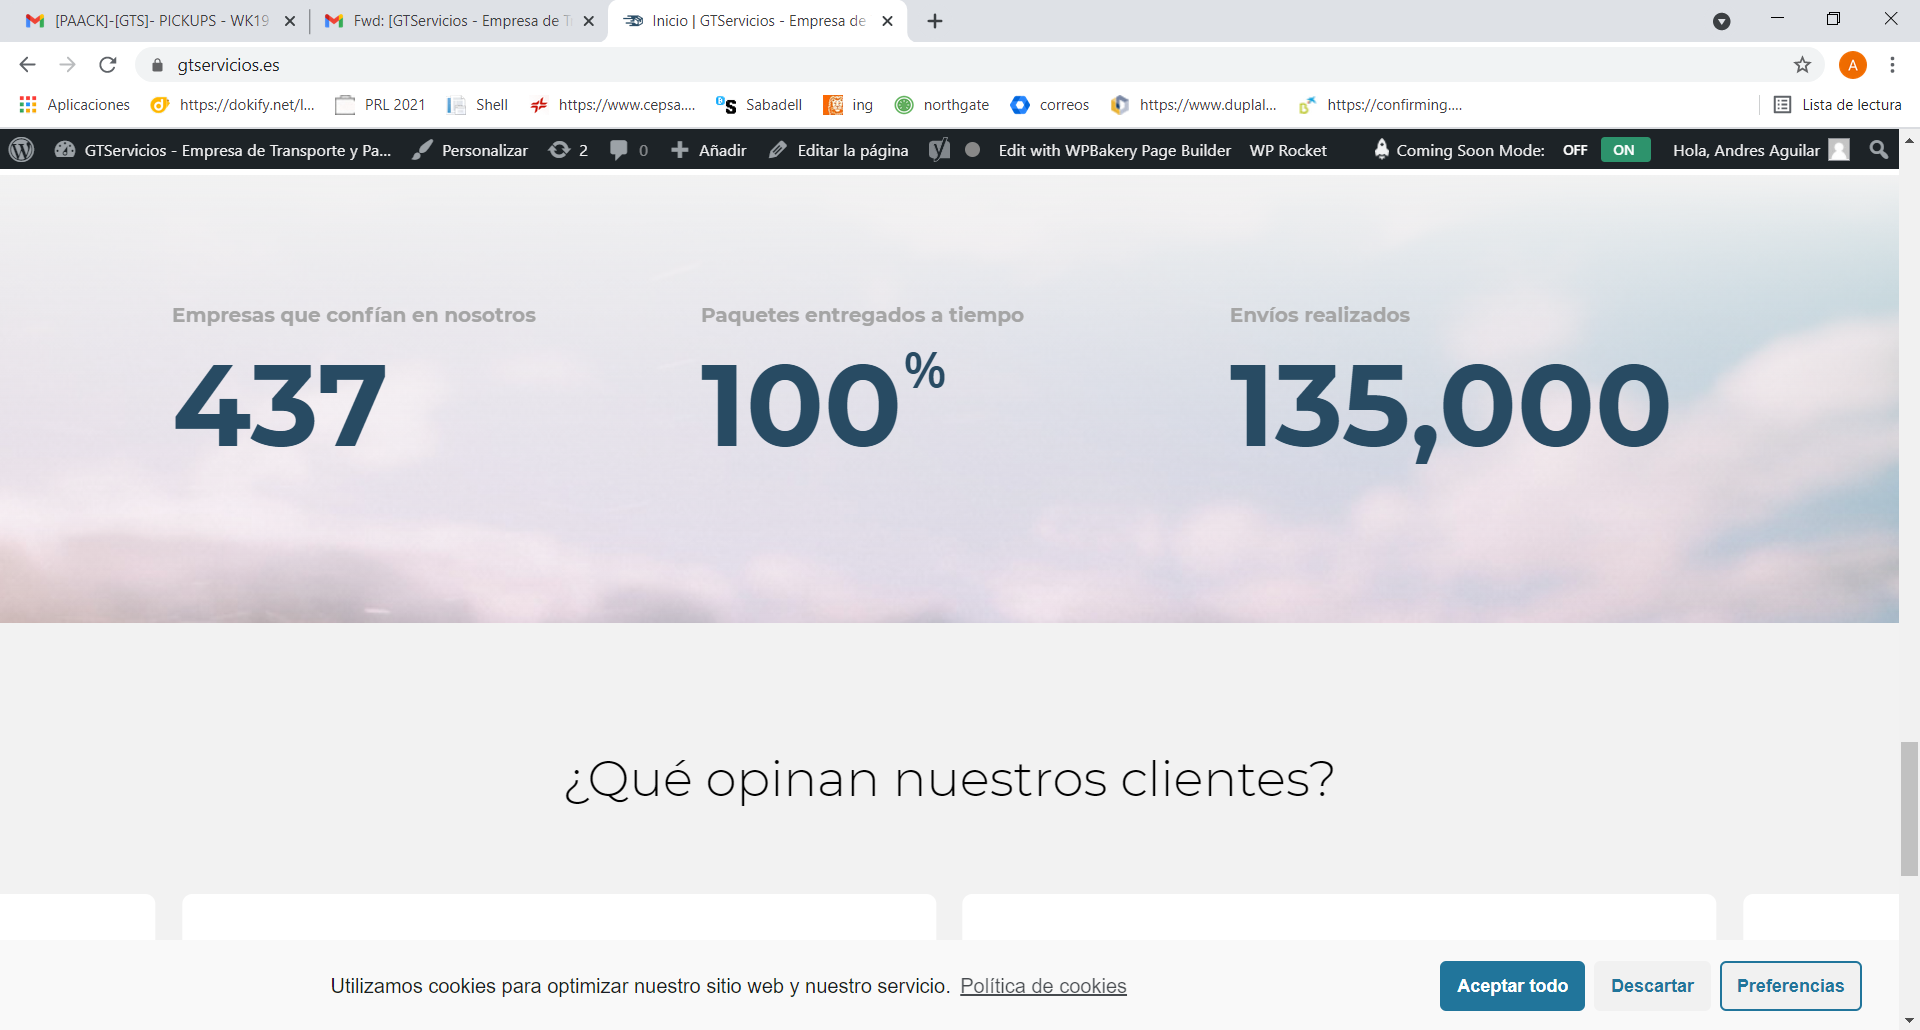 [PAACK]-[GTS]- PICKUPS - WK19
Fwd: [GTServicios - Empresa de T
Inicio | GTServicios - Empresa de
gtservicios.es
A
Aplicaciones
https://dokify.net/l...
PRL 2021
Shell
https://www.cepsa....
Sabadell
ing
northgate
correos
https://www.duplal...
https://confirming....
Lista de lectura
GTServicios - Empresa de Transporte y Pa...
Personalizar
2
0
Añadir
Editar la página
Edit with WPBakery Page Builder
WP Rocket
Coming Soon Mode:
OFF
ON
Hola, Andres Aguilar
Empresas que confían en nosotros
437
Paquetes entregados a tiempo
100%
Envíos realizados
135,000
¿Qué opinan nuestros clientes?
Utilizamos cookies para optimizar nuestro sitio web y nuestro servicio. Política de cookies
Aceptar todo
Descartar
Preferencias